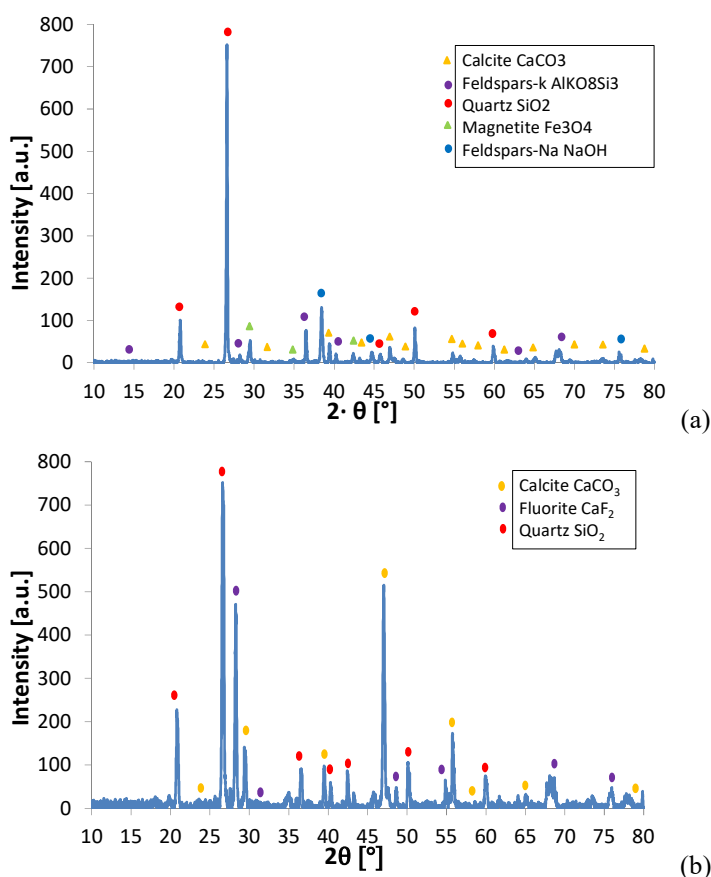 800
700
600
500
400
300
200
100
0
Intensity [a.u.]
Calcite CaCO3
Feldspars-k AlKO8Si3
Quartz SiO2
Magnetite Fe3O4
Feldspars-Na NaOH
10 15 20 25 30 35 40 45 50 55 60 65 70 75 80
2· θ [°]
(a)
800
700
600
500
400
300
200
100
0
Intensity [a.u.]
Calcite CaCO₃
Fluorite CaF₂
Quartz SiO₂
10 15 20 25 30 35 40 45 50 55 60 65 70 75 80
2θ [°]
(b)